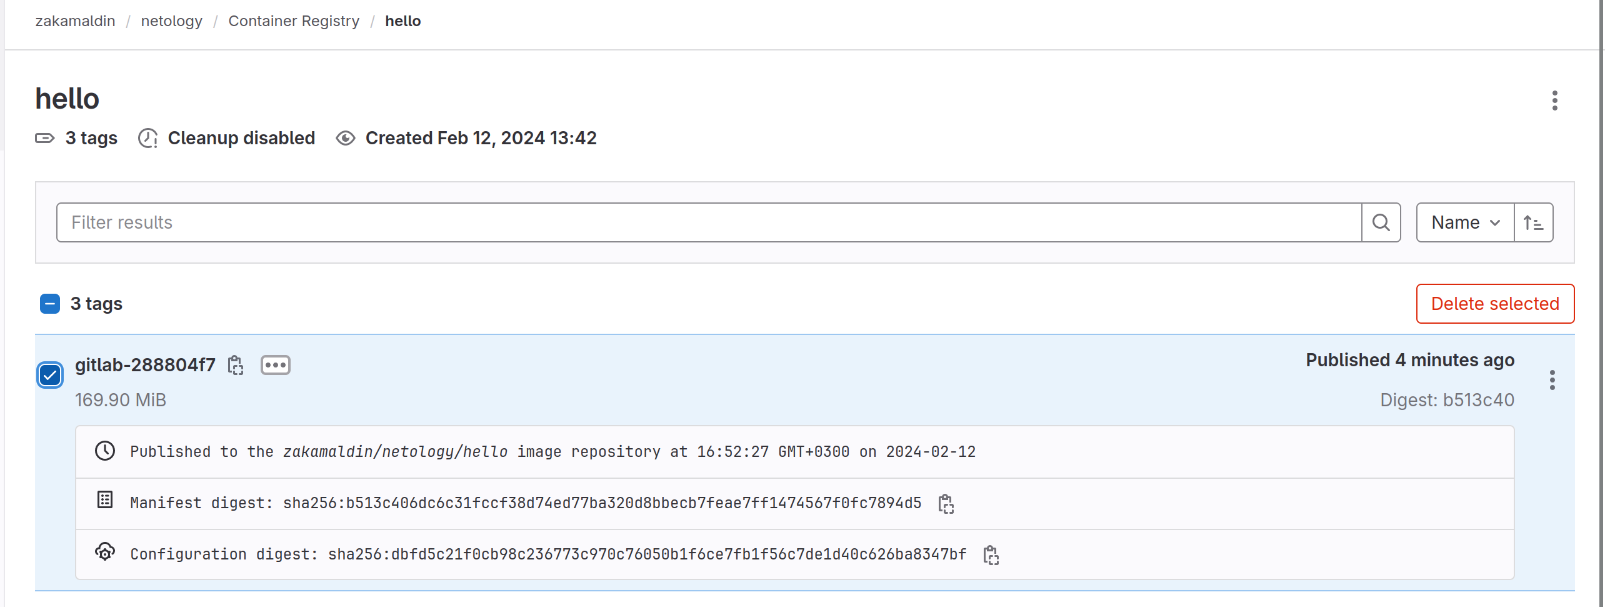 zakamaldin / netology / Container Registry / hello
hello
3 tags Cleanup disabled Created Feb 12, 2024 13:42
Filter results Name
3 tags Delete selected
gitlab-288804f7 Published 4 minutes ago
169.90 MiB Digest: b513c40
Published to the zakamaldin/netology/hello image repository at 16:52:27 GMT+0300 on 2024-02-12
Manifest digest: sha256:b513c406dc6c31fccf38d74ed77ba320d8bbecb7feae7ff1474567f0fc7894d5
Configuration digest: sha256:dbfd5c21f0cb98c236773c970c76050b1f6ce7fb1f56c7de1d40c626ba8347bf